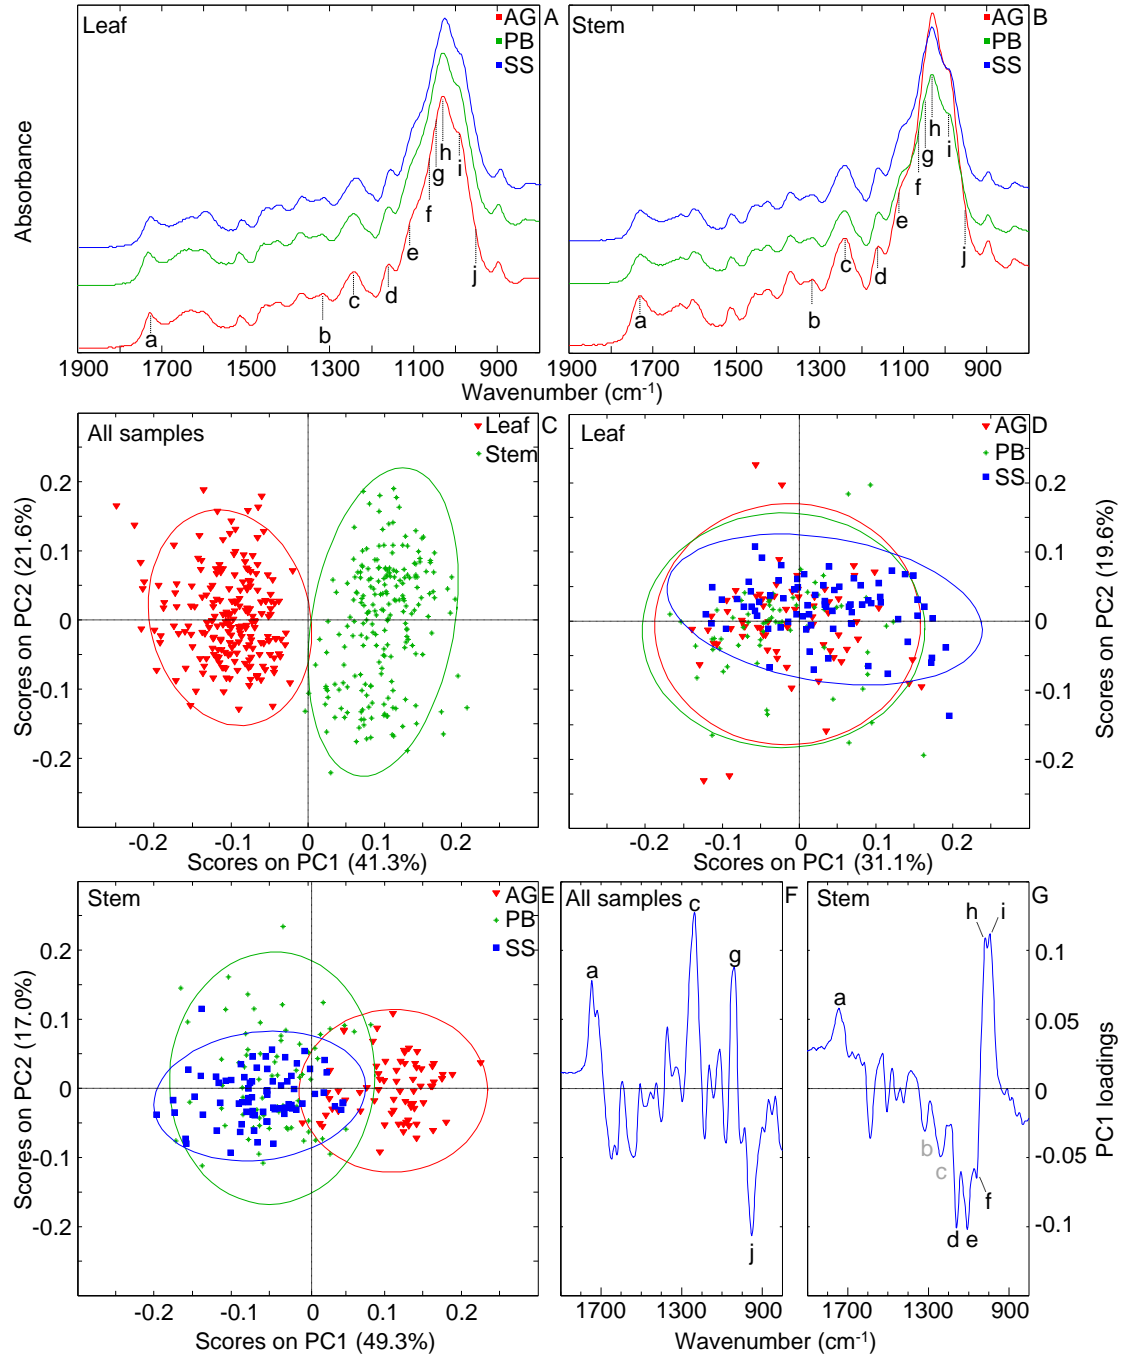 Leaf
AG A
PB
SS
Stem
AG B
PB
SS
Absorbance
a b c d e f g h i j
a b c d e f g h i j
1900 1700 1500 1300 1100 900
1900 1700 1500 1300 1100 900
Wavenumber (cm-1)
All samples
Leaf C
Stem
0.2
0.1
0
-0.1
-0.2
Scores on PC2 (21.6%)
-0.2 -0.1 0 0.1 0.2
Scores on PC1 (41.3%)
Leaf
AG D
PB
SS
0.2
0.1
0
-0.1
-0.2
Scores on PC2 (19.6%)
-0.2 -0.1 0 0.1 0.2
Scores on PC1 (31.1%)
Stem
AG E
PB
SS
0.2
0.1
0
-0.1
-0.2
Scores on PC2 (17.0%)
-0.2 -0.1 0 0.1 0.2
Scores on PC1 (49.3%)
All samples F
a c g j
1700 1300 900
Stem G
a b c d e f h i
0.1
0.05
0
-0.05
-0.1
PC1 loadings
1700 1300 900
Wavenumber (cm-1)